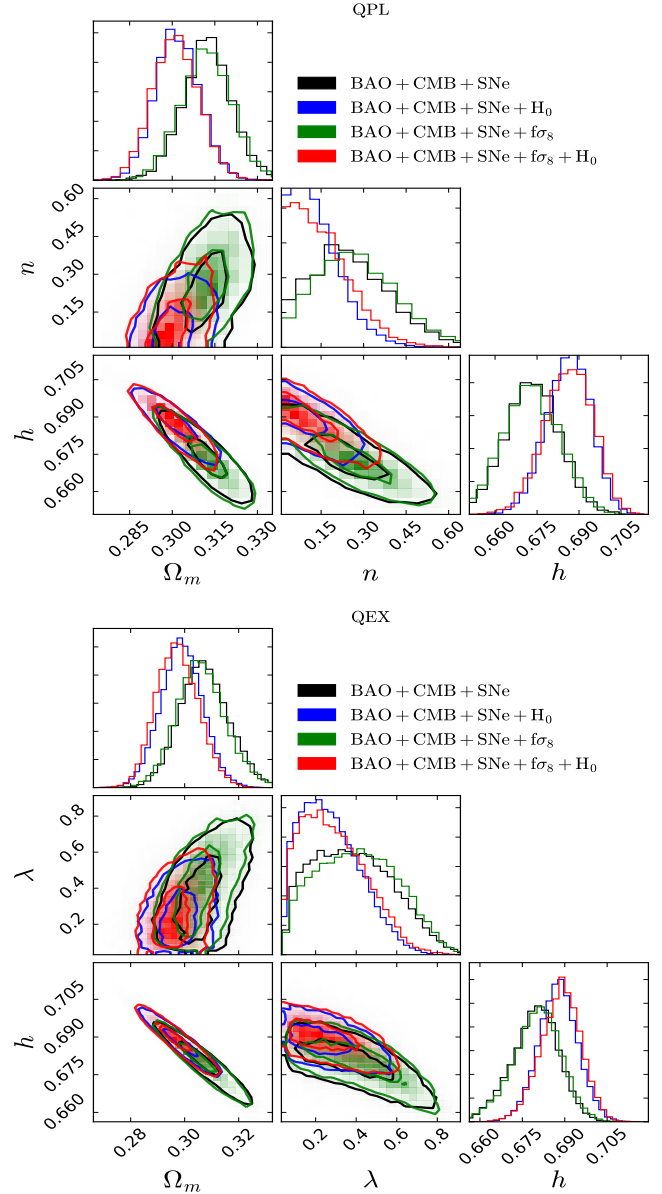 QPL
BAO + CMB + SNe
BAO + CMB + SNe + H₀
BAO + CMB + SNe + fσ₈
BAO + CMB + SNe + fσ₈ + H₀
n
0.60
0.45
0.30
0.15
h
0.705
0.690
0.675
0.660
0.285 0.300 0.315 0.330
0.15 0.30 0.45 0.60
0.660 0.675 0.690 0.705
Ωₘ n h
QEX
BAO + CMB + SNe
BAO + CMB + SNe + H₀
BAO + CMB + SNe + fσ₈
BAO + CMB + SNe + fσ₈ + H₀
λ
0.8
0.6
0.4
0.2
h
0.705
0.690
0.675
0.660
0.28 0.30 0.32
0.2 0.4 0.6 0.8
0.660 0.675 0.690 0.705
Ωₘ λ h